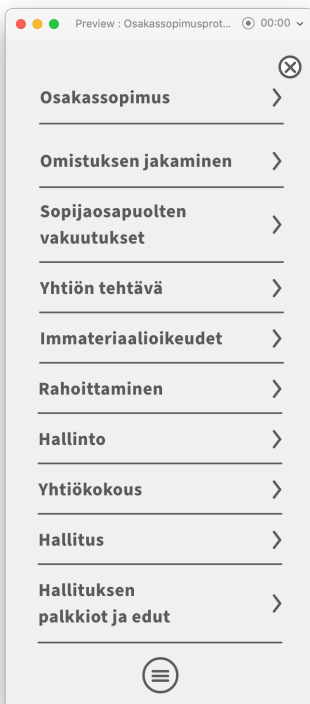 Preview : Osakassopimusprot... 00:00
Osakassopimus
Omistuksen jakaminen
Sopijaosapuolten
vakuutukset
Yhtiön tehtävä
Immateriaalioikeudet
Rahoittaminen
Hallinto
Yhtiökokous
Hallitus
Hallituksen
palkkiot ja edut